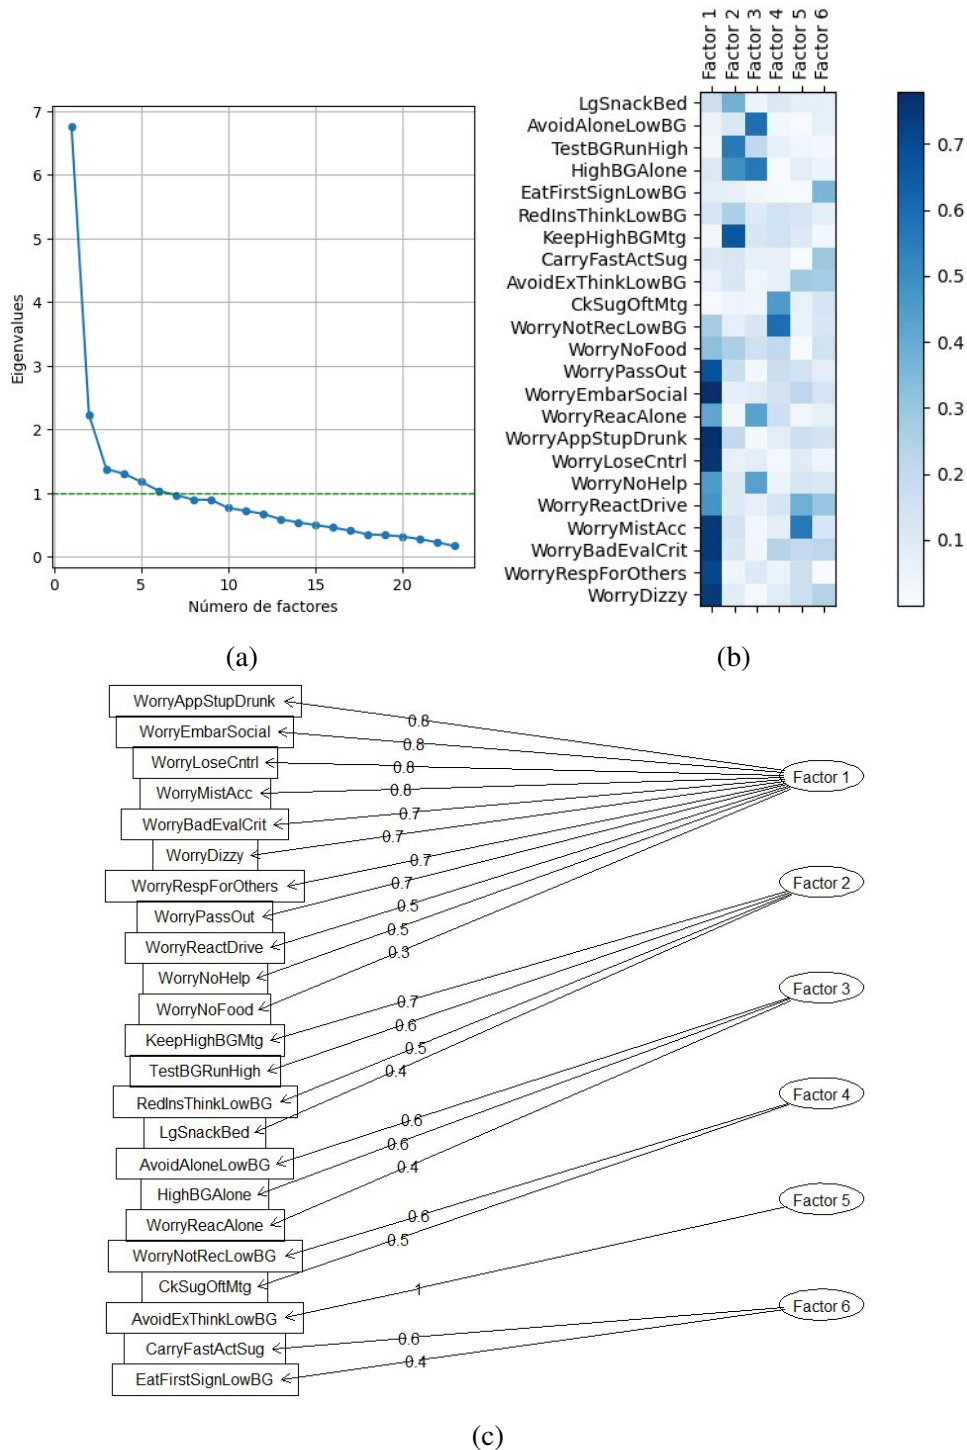 7
6
5
4
3
2
1
0
Eigenvalues
0 5 10 15 20
Número de factores
(a)
Factor 1
Factor 2
Factor 3
Factor 4
Factor 5
Factor 6
LgSnackBed
AvoidAloneLowBG
TestBGRunHigh
HighBGAlone
EatFirstSignLowBG
RedInsThinkLowBG
KeepHighBGMtg
CarryFastActSug
AvoidExThinkLowBG
CkSugOftMtg
WorryNotRecLowBG
WorryNoFood
WorryPassOut
WorryEmbarSocial
WorryReacAlone
WorryAppStupDrunk
WorryLoseCntrl
WorryNoHelp
WorryReactDrive
WorryMistAcc
WorryBadEvalCrit
WorryRespForOthers
WorryDizzy
0.7
0.6
0.5
0.4
0.3
0.2
0.1
(b)
WorryAppStupDrunk
WorryEmbarSocial
WorryLoseCntrl
WorryMistAcc
WorryBadEvalCrit
WorryDizzy
WorryRespForOthers
WorryPassOut
WorryReactDrive
WorryNoHelp
WorryNoFood
KeepHighBGMtg
TestBGRunHigh
RedInsThinkLowBG
LgSnackBed
AvoidAloneLowBG
HighBGAlone
WorryReacAlone
WorryNotRecLowBG
CkSugOftMtg
AvoidExThinkLowBG
CarryFastActSug
EatFirstSignLowBG
0.8
0.8
0.8
0.8
0.7
0.7
0.7
0.7
0.5
0.5
0.3
0.7
0.6
0.5
0.4
0.6
0.6
0.4
0.6
0.5
1
0.6
0.4
Factor 1
Factor 2
Factor 3
Factor 4
Factor 5
Factor 6
(c)